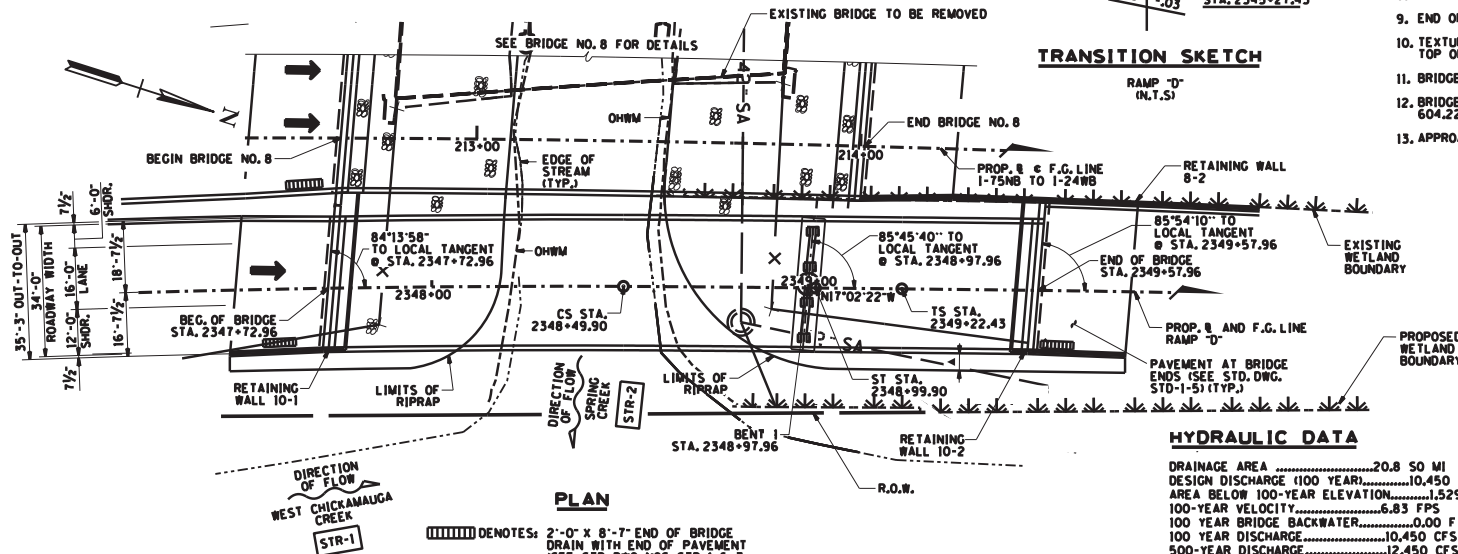 -.03
STA. 2345+27.43
TRANSITION SKETCH
RAMP "D"
(N.T.S)
9. END OF
10. TEXTU
TOP O
11. BRIDGE
12. BRIDGE
604.22
13. APPRO
EXISTING BRIDGE TO BE REMOVED
SEE BRIDGE NO. 8 FOR DETAILS
N
OHWM
4-SA
BEGIN BRIDGE NO. 8
213+00
EDGE OF
STREAM
(TYP.)
END BRIDGE NO. 8
214+00
PROP. ℄ & F.G. LINE
I-75NB TO I-24WB
RETAINING WALL
8-2
7½"
6'-0"
SHDR.
35'-3" OUT-TO-OUT
34'-0"
ROADWAY WIDTH
16'-0"
LANE
12'-0"
SHDR.
18'-7½"
16'-7½"
7½"
84°13'58"
TO LOCAL TANGENT
@ STA. 2347+72.96
OHWM
85°45'40" TO
LOCAL TANGENT
@ STA. 2348+97.96
85°54'10" TO
LOCAL TANGENT
@ STA. 2349+57.96
EXISTING
WETLAND
BOUNDARY
END OF BRIDGE
STA. 2349+57.96
2348+00
2349+00
N17°02'22"W
BEG. OF BRIDGE
STA. 2347+72.96
CS STA.
2348+49.90
TS STA.
2349+22.43
PROP. ℄ AND F.G. LINE
RAMP "D"
PROPOSED
WETLAND
BOUNDARY
SA
PAVEMENT AT BRIDGE
ENDS (SEE STD. DWG.
STD-1-5) (TYP.)
RETAINING
WALL 10-1
LIMITS OF
RIPRAP
DIRECTION
OF FLOW
SPRING
CREEK
STR-2
LIMITS OF
RIPRAP
ST STA.
2348+99.90
BENT 1
STA. 2348+97.96
RETAINING
WALL 10-2
R.O.W.
DIRECTION
OF FLOW
WEST CHICKAMAUGA
CREEK
STR-1
PLAN
DENOTES: 2'-0" X 8'-7" END OF BRIDGE
DRAIN WITH END OF PAVEMENT
HYDRAULIC DATA
DRAINAGE AREA ........................20.8 SQ MI
DESIGN DISCHARGE (100 YEAR)...........10,450
AREA BELOW 100-YEAR ELEVATION.........1,529
100-YEAR VELOCITY.....................6.83 FPS
100 YEAR BRIDGE BACKWATER.............0.00 F
100 YEAR DISCHARGE....................10,450 CFS
500-YEAR DISCHARGE....................12,050 CFS